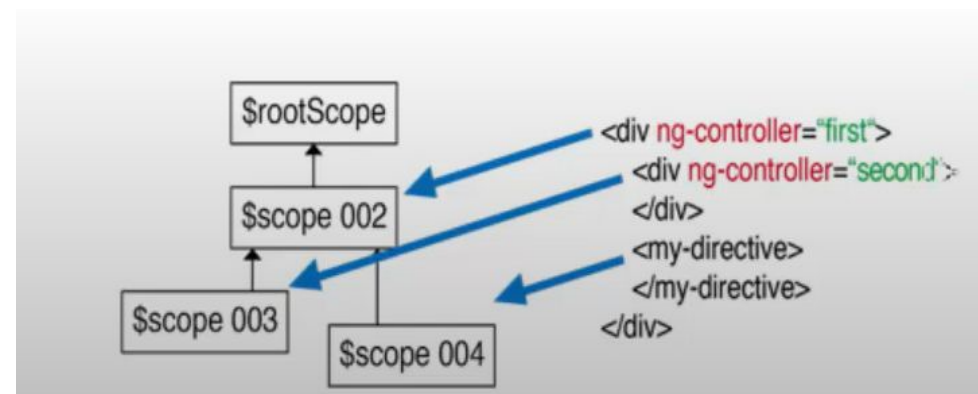 $rootScope
$scope 002
$scope 003
$scope 004
<div ng-controller="first">
<div ng-controller="second">
</div>
<my-directive>
</my-directive>
</div>